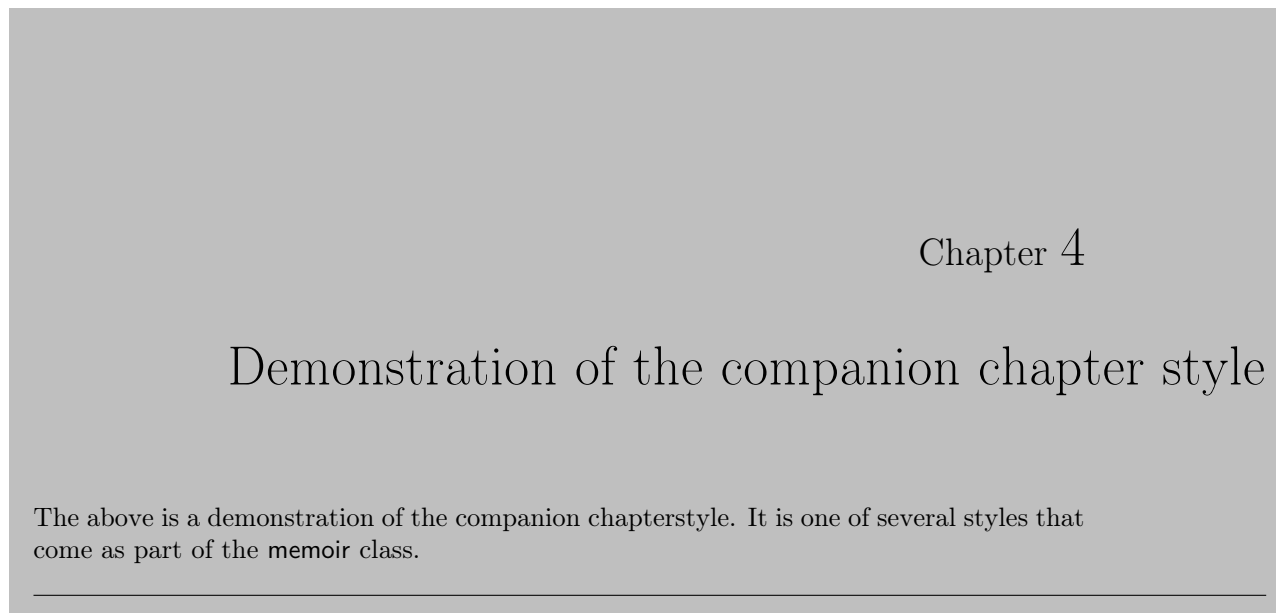 Chapter 4
Demonstration of the companion chapter style
The above is a demonstration of the companion chapterstyle. It is one of several styles that
come as part of the memoir class.